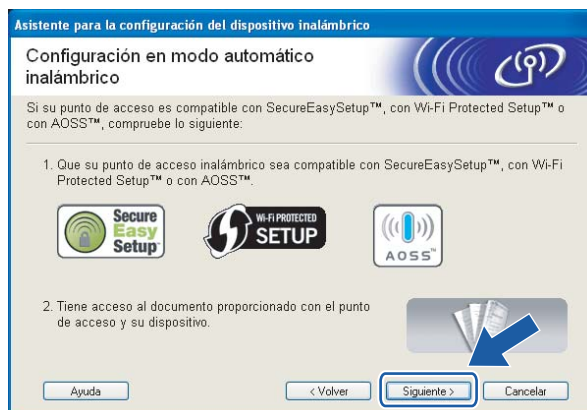 Asistente para la configuración del dispositivo inalámbrico
Configuración en modo automático
inalámbrico
Si su punto de acceso es compatible con SecureEasySetup™, con Wi-Fi Protected Setup™ o
con AOSS™, compruebe lo siguiente:
1. Que su punto de acceso inalámbrico sea compatible con SecureEasySetup™, con Wi-Fi
Protected Setup™ o con AOSS™.
Secure
Easy
Setup™
WI-FI PROTECTED
SETUP
AOSS™
2. Tiene acceso al documento proporcionado con el punto
de acceso y su dispositivo.
Ayuda
< Volver
Siguiente >
Cancelar